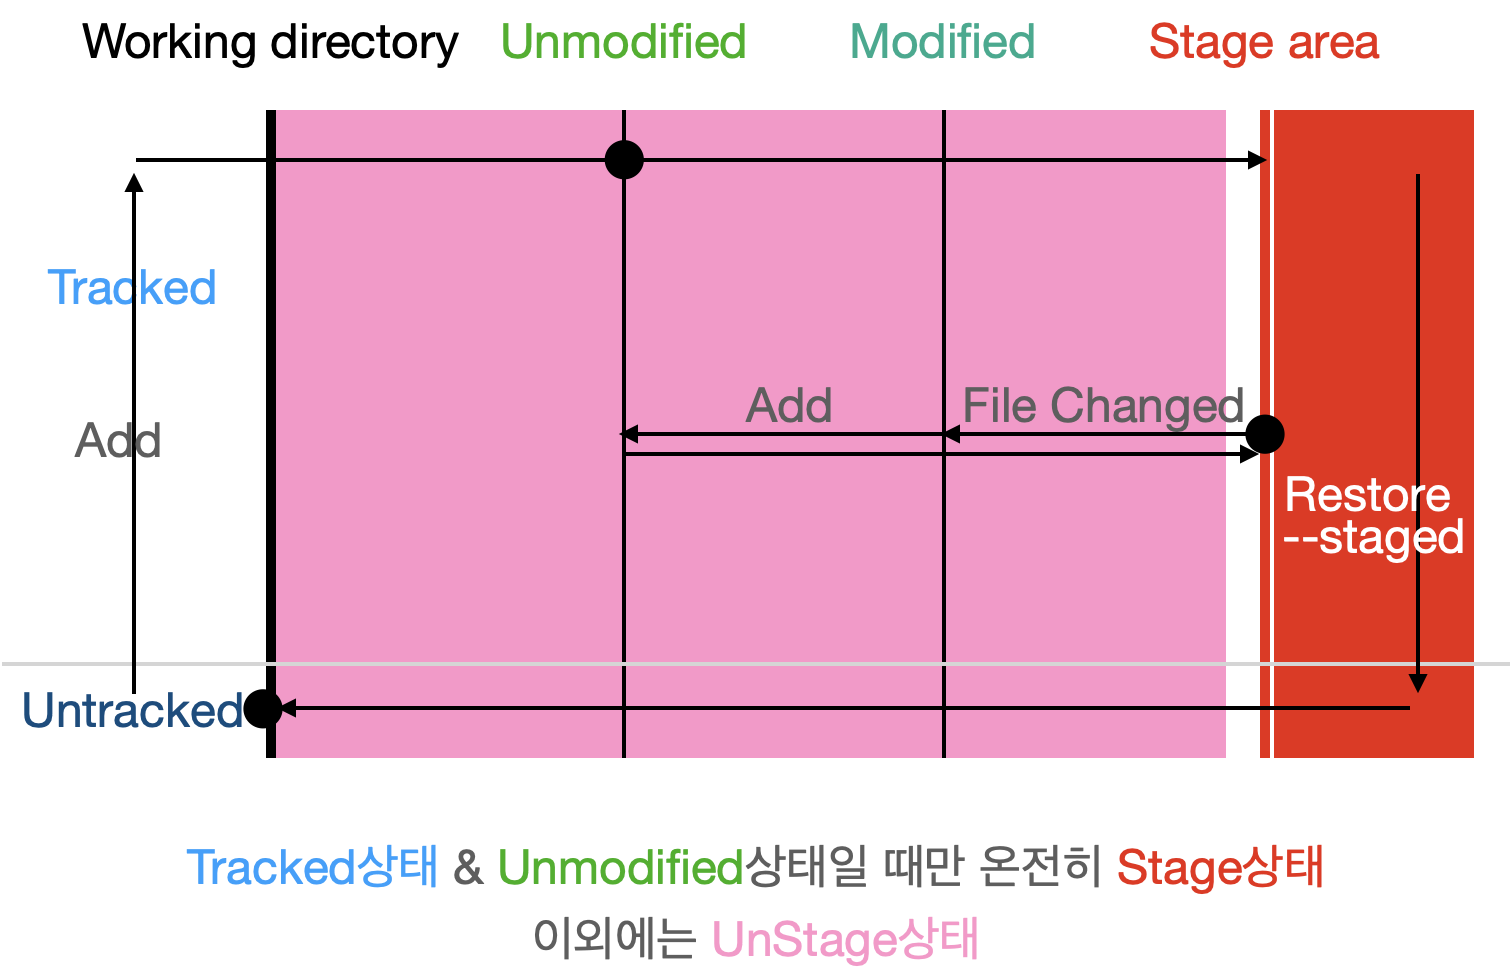 Working directory
Unmodified
Modified
Stage area
Tracked
Add
File Changed
Add
Restore
--staged
Untracked
Tracked상태 & Unmodified상태일 때만 온전히 Stage상태
이외에는 UnStage상태